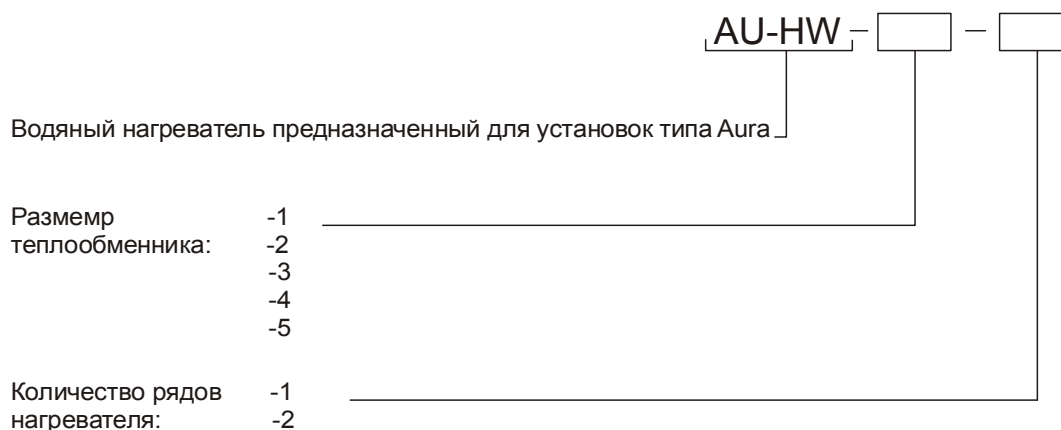 AU-HW - -
Водяный нагреватель предназначенный для установок типа Aura
Размемр -1
теплообменника: -2
-3
-4
-5
Количество рядов -1
нагревателя: -2